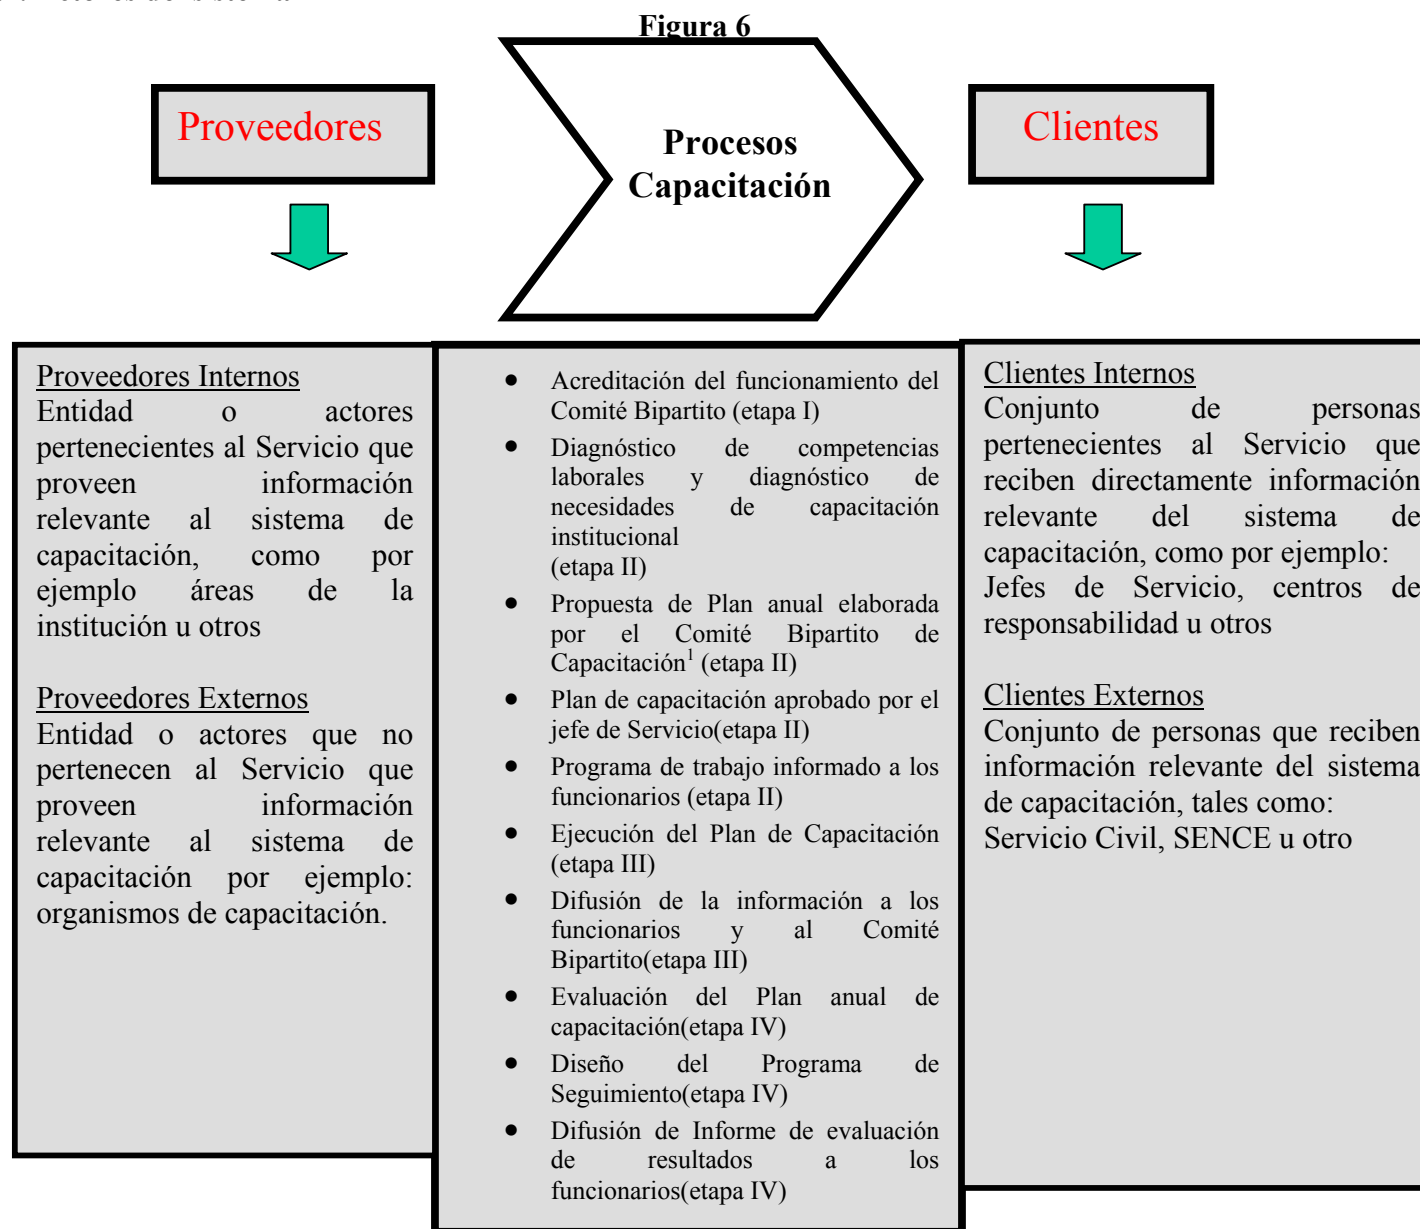 Figura 6
Proveedores
Procesos
Capacitación
Clientes
Proveedores Internos
Entidad o actores
pertenecientes al Servicio que
proveen información
relevante al sistema de
capacitación, como por
ejemplo áreas de la
institución u otros
Proveedores Externos
Entidad o actores que no
pertenecen al Servicio que
proveen información
relevante al sistema de
capacitación por ejemplo:
organismos de capacitación.
• Acreditación del funcionamiento del
Comité Bipartito (etapa I)
• Diagnóstico de competencias
laborales y diagnóstico de
necesidades de capacitación
institucional
(etapa II)
• Propuesta de Plan anual elaborada
por el Comité Bipartito de
Capacitación¹ (etapa II)
• Plan de capacitación aprobado por el
jefe de Servicio(etapa II)
• Programa de trabajo informado a los
funcionarios (etapa II)
• Ejecución del Plan de Capacitación
(etapa III)
• Difusión de la información a los
funcionarios y al Comité
Bipartito(etapa III)
• Evaluación del Plan anual de
capacitación(etapa IV)
• Diseño del Programa de
Seguimiento(etapa IV)
• Difusión de Informe de evaluación
de resultados a los
funcionarios(etapa IV)
Clientes Internos
Conjunto de personas
pertenecientes al Servicio que
reciben directamente información
relevante del sistema de
capacitación, como por ejemplo:
Jefes de Servicio, centros de
responsabilidad u otros
Clientes Externos
Conjunto de personas que reciben
información relevante del sistema
de capacitación, tales como:
Servicio Civil, SENCE u otro